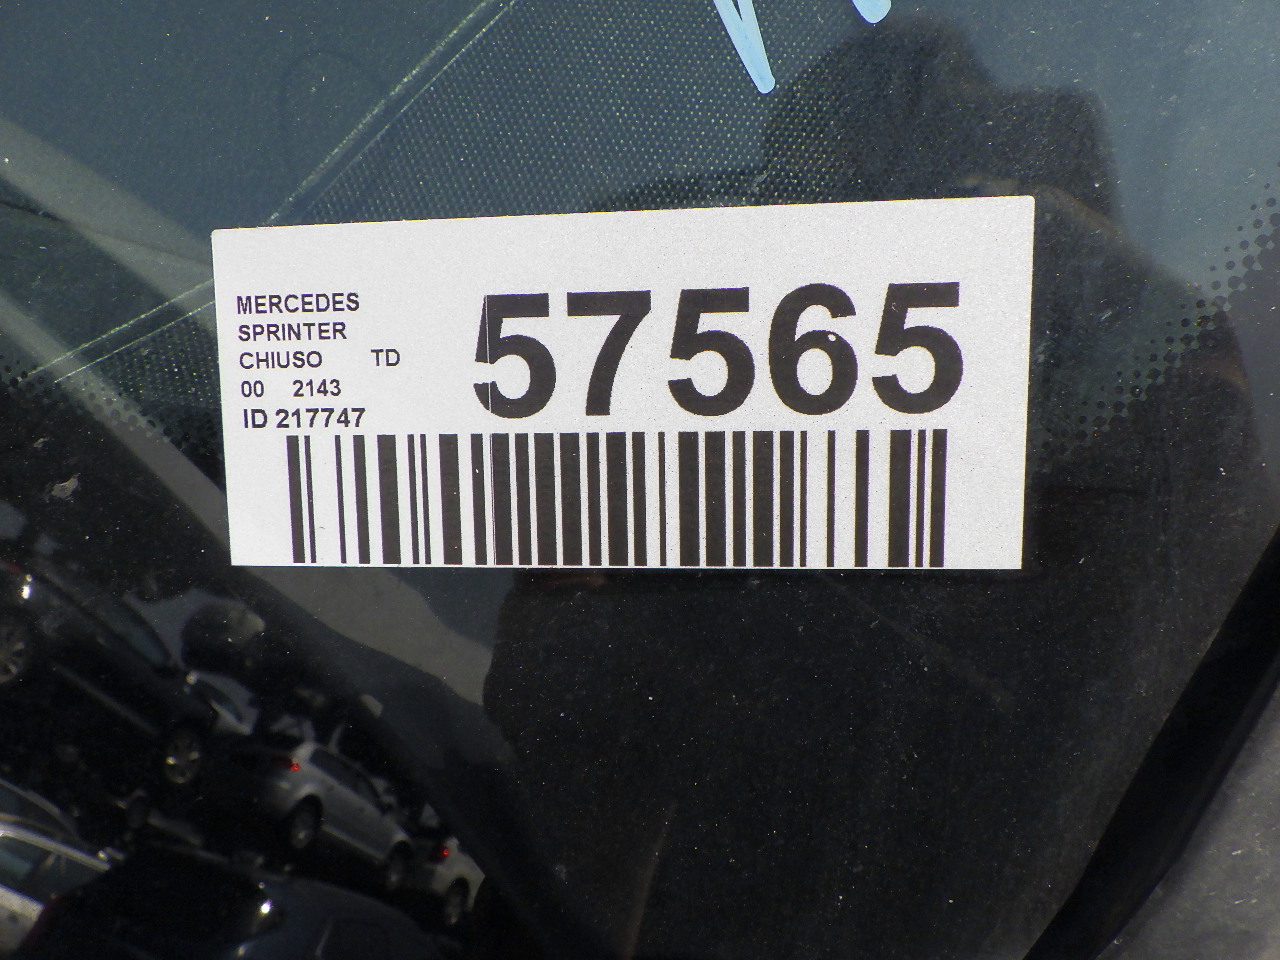 MERCEDES
SPRINTER
CHIUSO TD
00 2143
ID 217747
57565